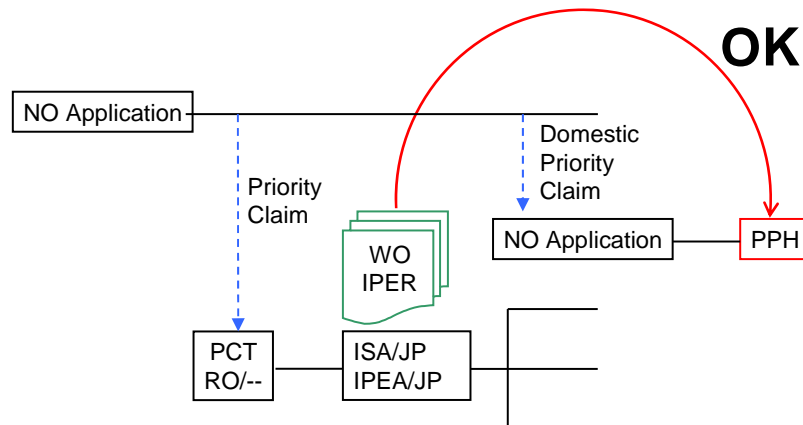 OK
NO Application
Domestic
Priority
Claim
Priority
Claim
NO Application
PPH
WO
IPER
PCT
RO/--
ISA/JP
IPEA/JP